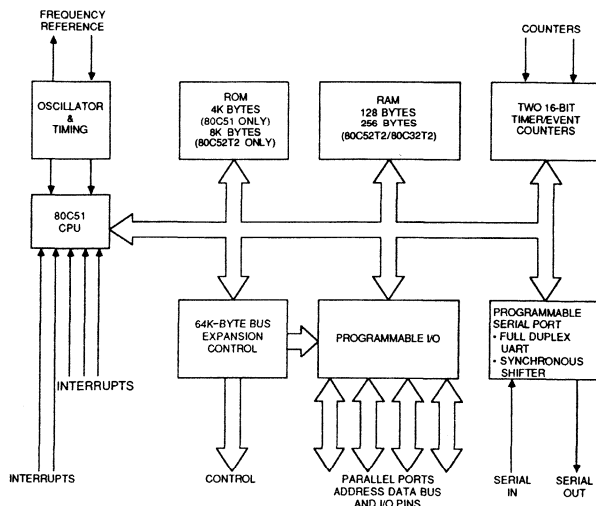 FREQUENCY
REFERENCE
COUNTERS
OSCILLATOR
&
TIMING
ROM
4K BYTES
(80C51 ONLY)
8K BYTES
(80C52T2 ONLY)
RAM
128 BYTES
256 BYTES
(80C52T2/80C32T2)
TWO 16-BIT
TIMER/EVENT
COUNTERS
80C51
CPU
64K-BYTE BUS
EXPANSION
CONTROL
PROGRAMMABLE I/O
PROGRAMMABLE
SERIAL PORT
• FULL DUPLEX
UART
• SYNCHRONOUS
SHIFTER
INTERRUPTS
INTERRUPTS
CONTROL
PARALLEL PORTS
ADDRESS DATA BUS
AND I/O PINS
SERIAL
IN
SERIAL
OUT